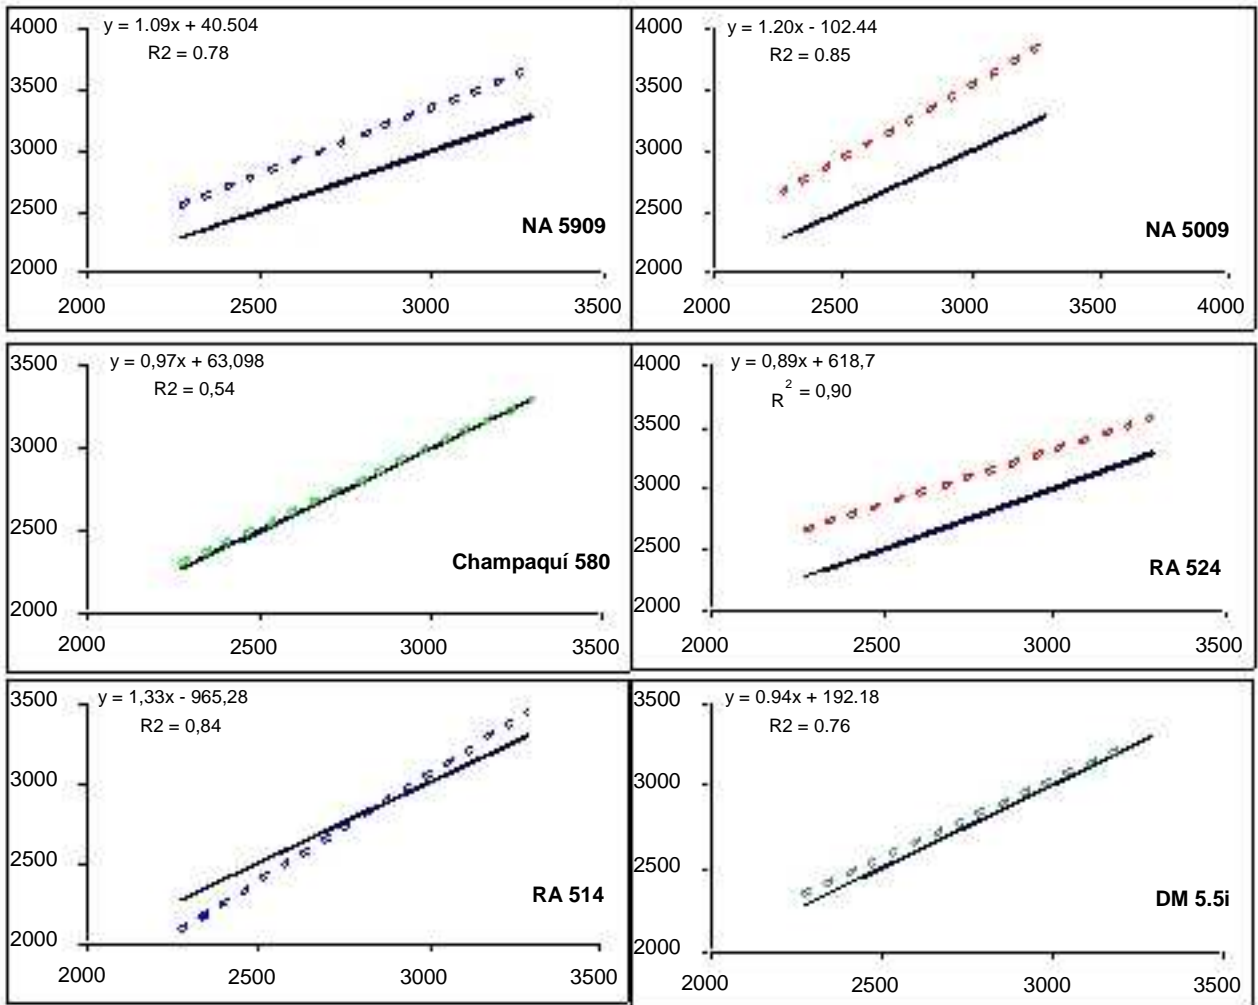 4000
y = 1.09x + 40.504
R2 = 0.78
3500
3000
2500
NA 5909
2000
2000 2500 3000 3500
4000
y = 1.20x - 102.44
R2 = 0.85
3500
3000
2500
NA 5009
2000
2000 2500 3000 3500 4000
3500
y = 0,97x + 63,098
R2 = 0,54
3000
2500
Champaquí 580
2000
2000 2500 3000 3500
4000
y = 0,89x + 618,7
R2 = 0,90
3500
3000
2500
RA 524
2000
2000 2500 3000 3500
3500
y = 1,33x - 965,28
R2 = 0,84
3000
2500
RA 514
2000
2000 2500 3000 3500
3500
y = 0.94x + 192.18
R2 = 0.76
3000
2500
DM 5.5i
2000
2000 2500 3000 3500